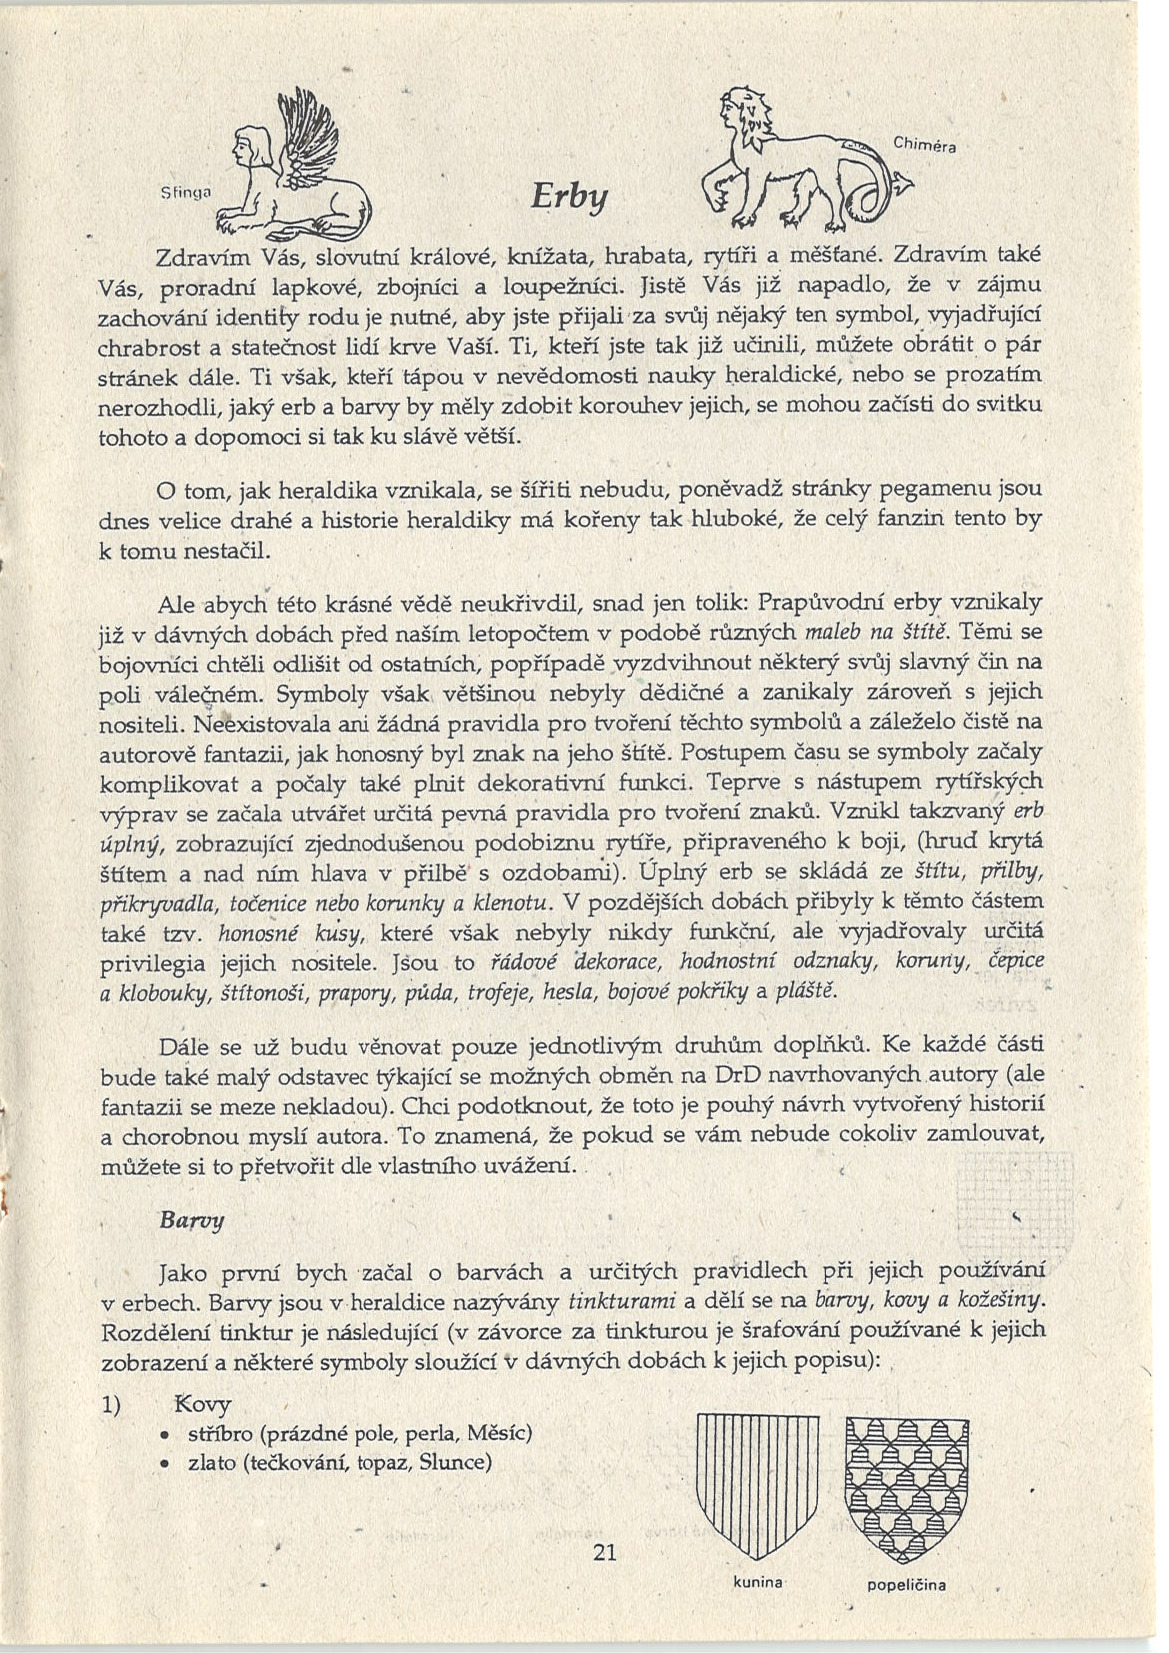 Sfinga
Erby
Chiméra
Zdravím Vás, slovutní králové, knížata, hrabata, rytíři a měšťané. Zdravím také
Vás, proradní lapkové, zbojníci a loupežníci. Jistě Vás již napadlo, že v zájmu
zachování identity rodu je nutné, aby jste přijali za svůj nějaký ten symbol, vyjadřující
chrabrost a statečnost lidí krve Vaší. Ti, kteří jste tak již učinili, můžete obrátit o pár
stránek dále. Ti však, kteří tápou v nevědomosti nauky heraldické, nebo se prozatím
nerozhodli, jaký erb a barvy by měly zdobit korouhev jejich, se mohou začísti do svitku
tohoto a dopomoci si tak ku slávě větší.
O tom, jak heraldika vznikala, se šířiti nebudu, poněvadž stránky pegamenu jsou
dnes velice drahé a historie heraldiky má kořeny tak hluboké, že celý fanzin tento by
k tomu nestačil.
Ale abych této krásné vědě neukřivdil, snad jen tolik: Prapůvodní erby vznikaly
již v dávných dobách před naším letopočtem v podobě různých maleb na štítě. Těmi se
bojovníci chtěli odlišit od ostatních, popřípadě vyzdvihnout některý svůj slavný čin na
poli válečném. Symboly však většinou nebyly dědičné a zanikaly zároveň s jejich
nositeli. Neexistovala ani žádná pravidla pro tvoření těchto symbolů a záleželo čistě na
autorově fantazii, jak honosný byl znak na jeho štítě. Postupem času se symboly začaly
komplikovat a počaly také plnit dekorativní funkci. Teprve s nástupem rytířských
výprav se začala utvářet určitá pevná pravidla pro tvoření znaků. Vznikl takzvaný erb
úplný, zobrazující zjednodušenou podobiznu rytíře, připraveného k boji, (hruď krytá
štítem a nad ním hlava v přilbě s ozdobami). Úplný erb se skládá ze štítu, přilby,
přikryvadla, točenice nebo korunky a klenotu. V pozdějších dobách přibyly k těmto částem
také tzv. honosné kusy, které však nebyly nikdy funkční, ale vyjadřovaly určitá
privilegia jejich nositele. Jsou to řádové dekorace, hodnostní odznaky, koruny, čepice
a klobouky, štítonoši, prapory, půda, trofeje, hesla, bojové pokřiky a pláště.
Dále se už budu věnovat pouze jednotlivým druhům doplňků. Ke každé části
bude také malý odstavec týkající se možných obměn na DrD navrhovaných autory (ale
fantazii se meze nekladou). Chci podotknout, že toto je pouhý návrh vytvořený historií
a chorobnou myslí autora. To znamená, že pokud se vám nebude cokoliv zamlouvat,
můžete si to přetvořit dle vlastního uvážení.
Barvy
Jako první bych začal o barvách a určitých pravidlech při jejich používání
v erbech. Barvy jsou v heraldice nazývány tinkturami a dělí se na barvy, kovy a kožešiny.
Rozdělení tinktur je následující (v závorce za tinkturou je šrafování používané k jejich
zobrazení a některé symboly sloužící v dávných dobách k jejich popisu):
1) Kovy
• stříbro (prázdné pole, perla, Měsíc)
• zlato (tečkování, topaz, Slunce)
21
kunina
popeličina